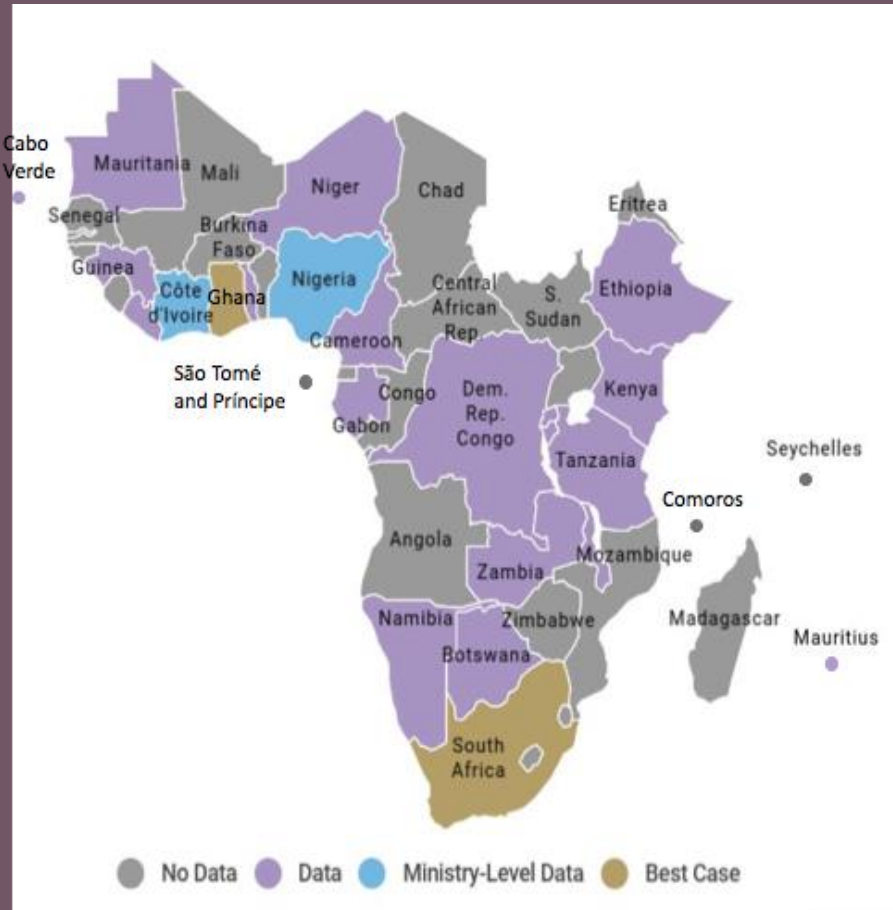 Cabo
Verde
Mauritania
Mali
Niger
Chad
Eritrea
Senegal
Burkina
Faso
Guinea
Côte
d'Ivoire
Ghana
Nigeria
Central
African
Rep.
S.
Sudan
Ethiopia
Cameroon
São Tomé
and Príncipe
Gabon
Congo
Dem.
Rep.
Congo
Kenya
Tanzania
Seychelles
Comoros
Angola
Zambia
Mozambique
Namibia
Zimbabwe
Madagascar
Mauritius
Botswana
South
Africa
No Data
Data
Ministry-Level Data
Best Case